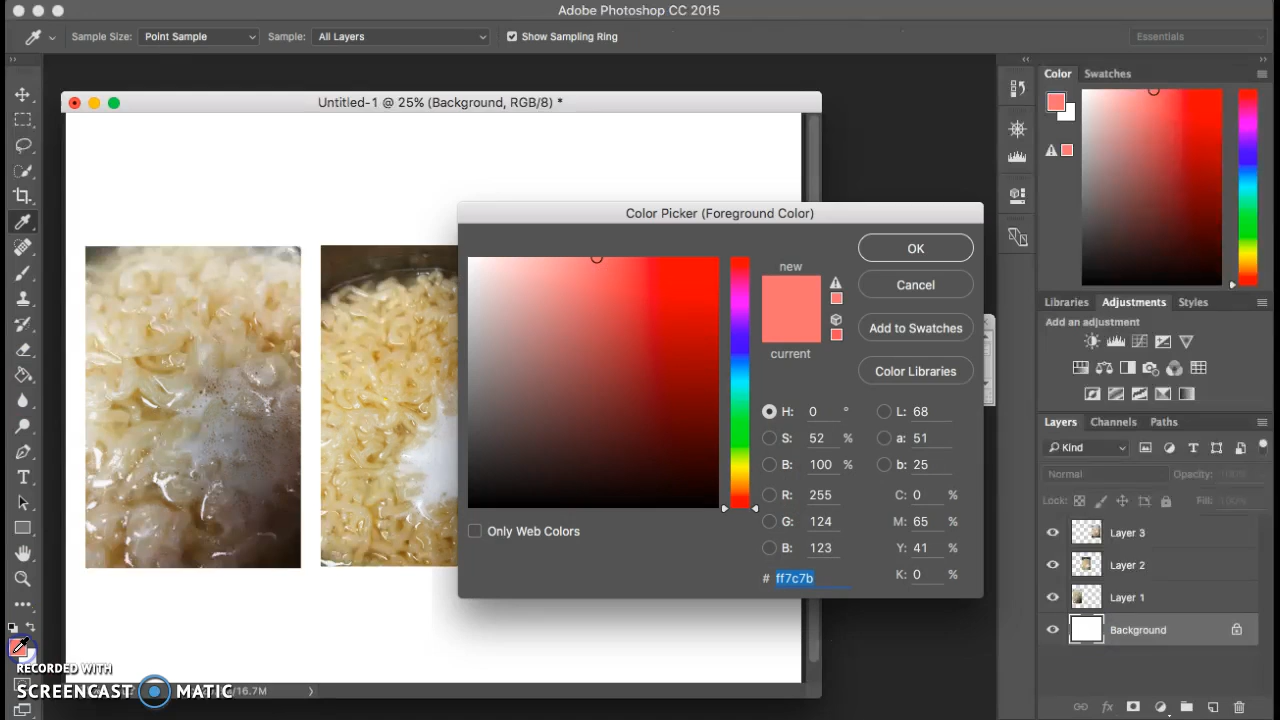 Adobe Photoshop CC 2015
Sample Size: Point Sample Sample: All Layers Show Sampling Ring Essentials
Untitled-1 @ 25% (Background, RGB/8) *
Color Swatches
Color Picker (Foreground Color)
new
current
OK
Cancel
Add to Swatches
Color Libraries
H: 0 °
S: 52 %
B: 100 %
R: 255
G: 124
B: 123
# ff7c7b
L: 68
a: 51
b: 25
C: 0 %
M: 65 %
Y: 41 %
K: 0 %
Only Web Colors
Libraries Adjustments Styles
Add an adjustment
Layers Channels Paths
Kind
Normal Opacity: 100%
Lock: Fill: 100%
Layer 3
Layer 2
Layer 1
Background
RECORDED WITH
SCREENCAST MATIC
/16.7M